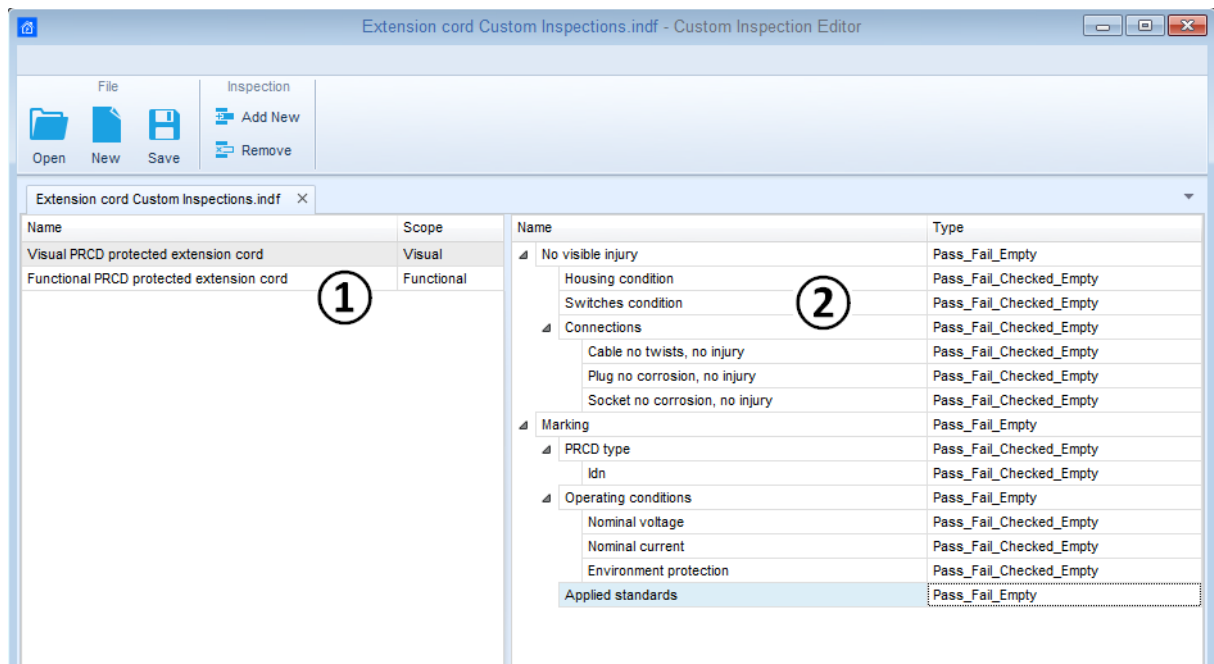 Extension cord Custom Inspections.indf - Custom Inspection Editor
File Inspection
Open New Save Add New
Remove
Extension cord Custom Inspections.indf
Name Scope
Visual PRCD protected extension cord Visual
Functional PRCD protected extension cord Functional
1
Name Type
No visible injury Pass_Fail_Empty
Housing condition Pass_Fail_Checked_Empty
Switches condition Pass_Fail_Checked_Empty
2
Connections Pass_Fail_Checked_Empty
Cable no twists, no injury Pass_Fail_Checked_Empty
Plug no corrosion, no injury Pass_Fail_Checked_Empty
Socket no corrosion, no injury Pass_Fail_Checked_Empty
Marking Pass_Fail_Empty
PRCD type Pass_Fail_Checked_Empty
Idn Pass_Fail_Checked_Empty
Operating conditions Pass_Fail_Empty
Nominal voltage Pass_Fail_Checked_Empty
Nominal current Pass_Fail_Checked_Empty
Environment protection Pass_Fail_Checked_Empty
Applied standards Pass_Fail_Empty